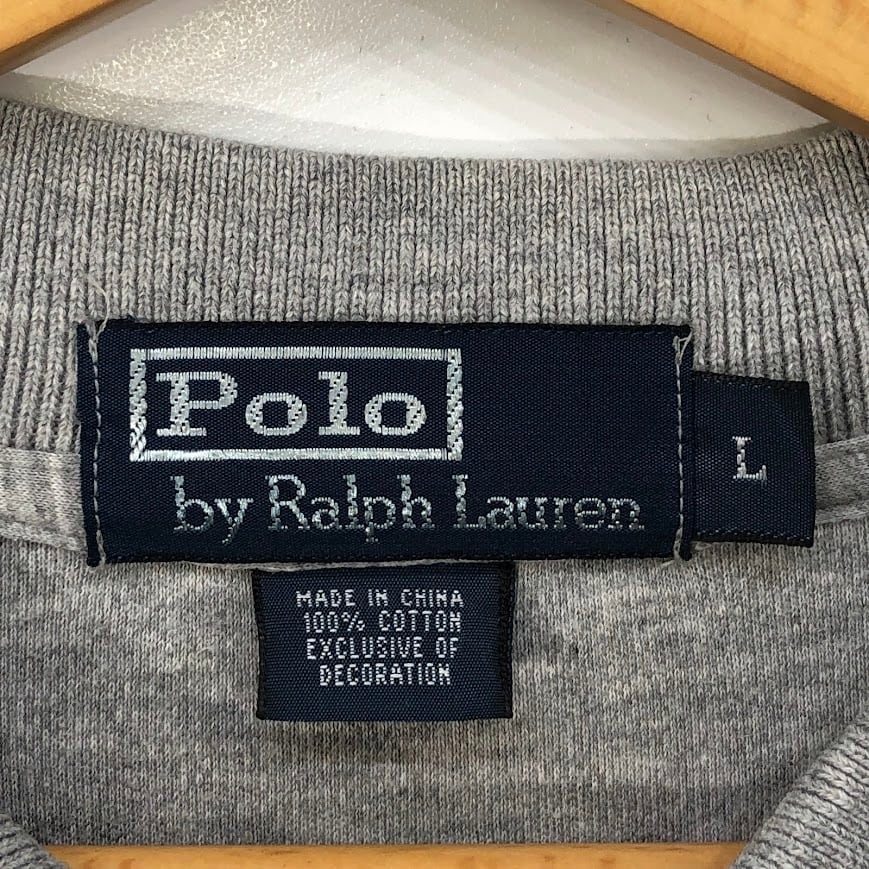 Polo
by Ralph Lauren
L
MADE IN CHINA
100% COTTON
EXCLUSIVE OF
DECORATION